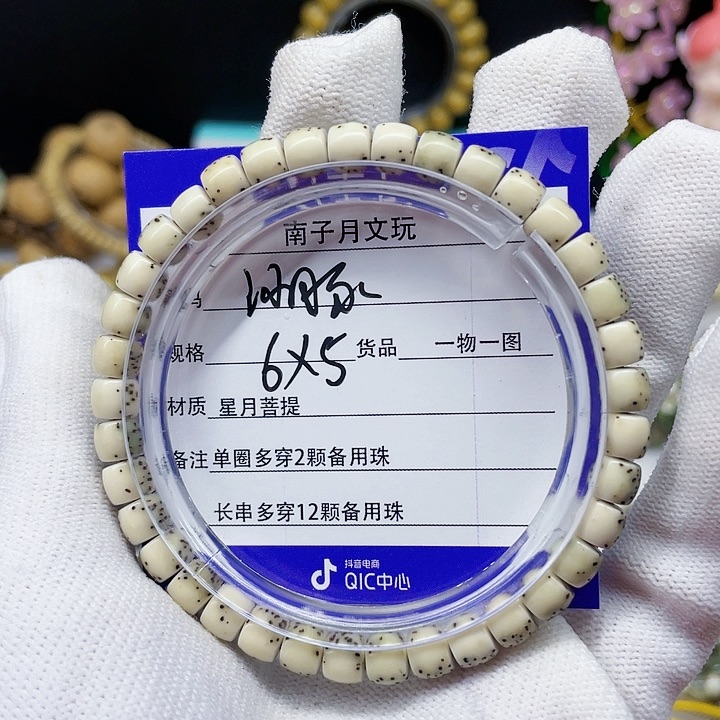 南子月文玩
码
规格 6X5 货品 一物一图
材质 星月菩提
备注 单圈多穿2颗备用珠
长串多穿12颗备用珠
抖音电商
QIC中心